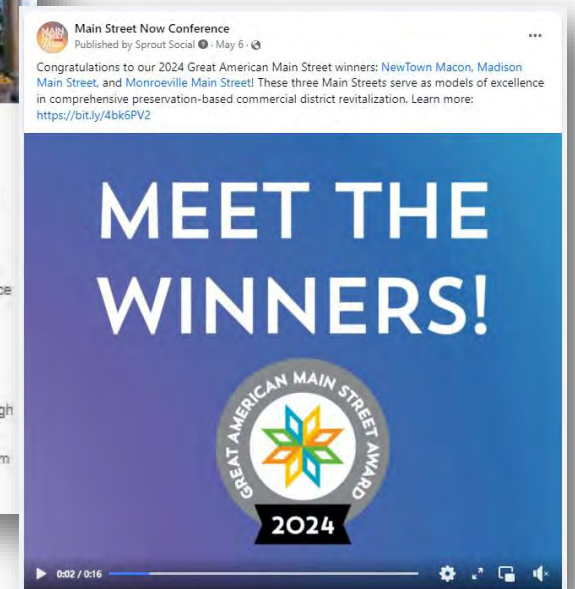 Main Street Now Conference
Published by Sprout Social · May 6 ·
Congratulations to our 2024 Great American Main Street winners: NewTown Macon, Madison
Main Street, and Monroeville Main Street! These three Main Streets serve as models of excellence
in comprehensive preservation-based commercial district revitalization. Learn more:
https://bit.ly/4bk6PV2
MEET THE
WINNERS!
GREAT AMERICAN MAIN STREET AWARD
2024
0:02 / 0:16